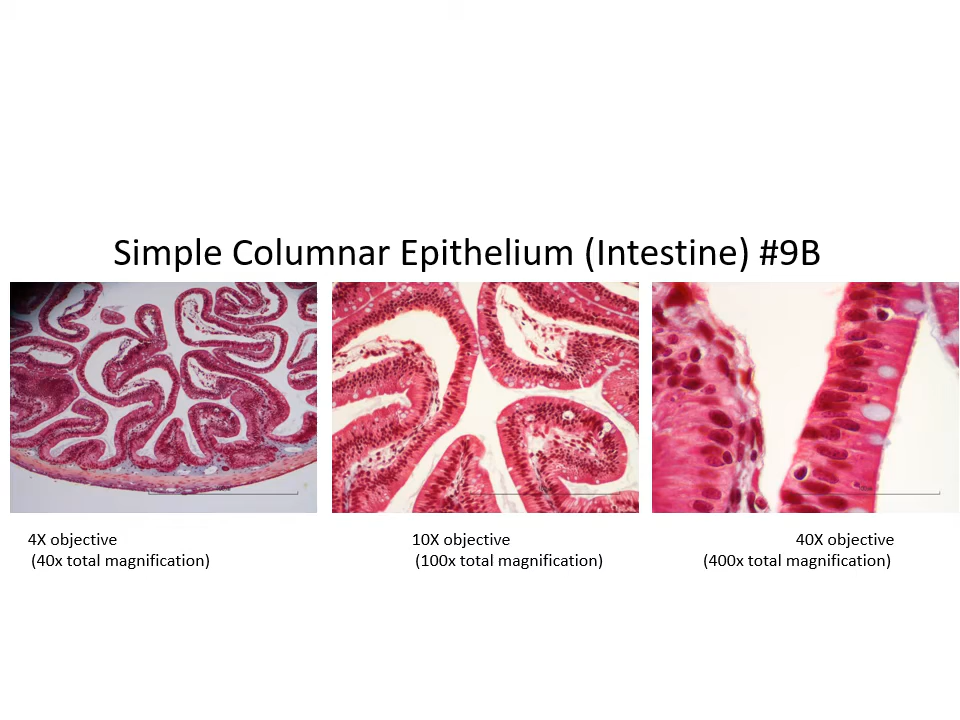 Simple Columnar Epithelium (Intestine) #9B
4X objective
(40x total magnification)
10X objective
(100x total magnification)
40X objective
(400x total magnification)